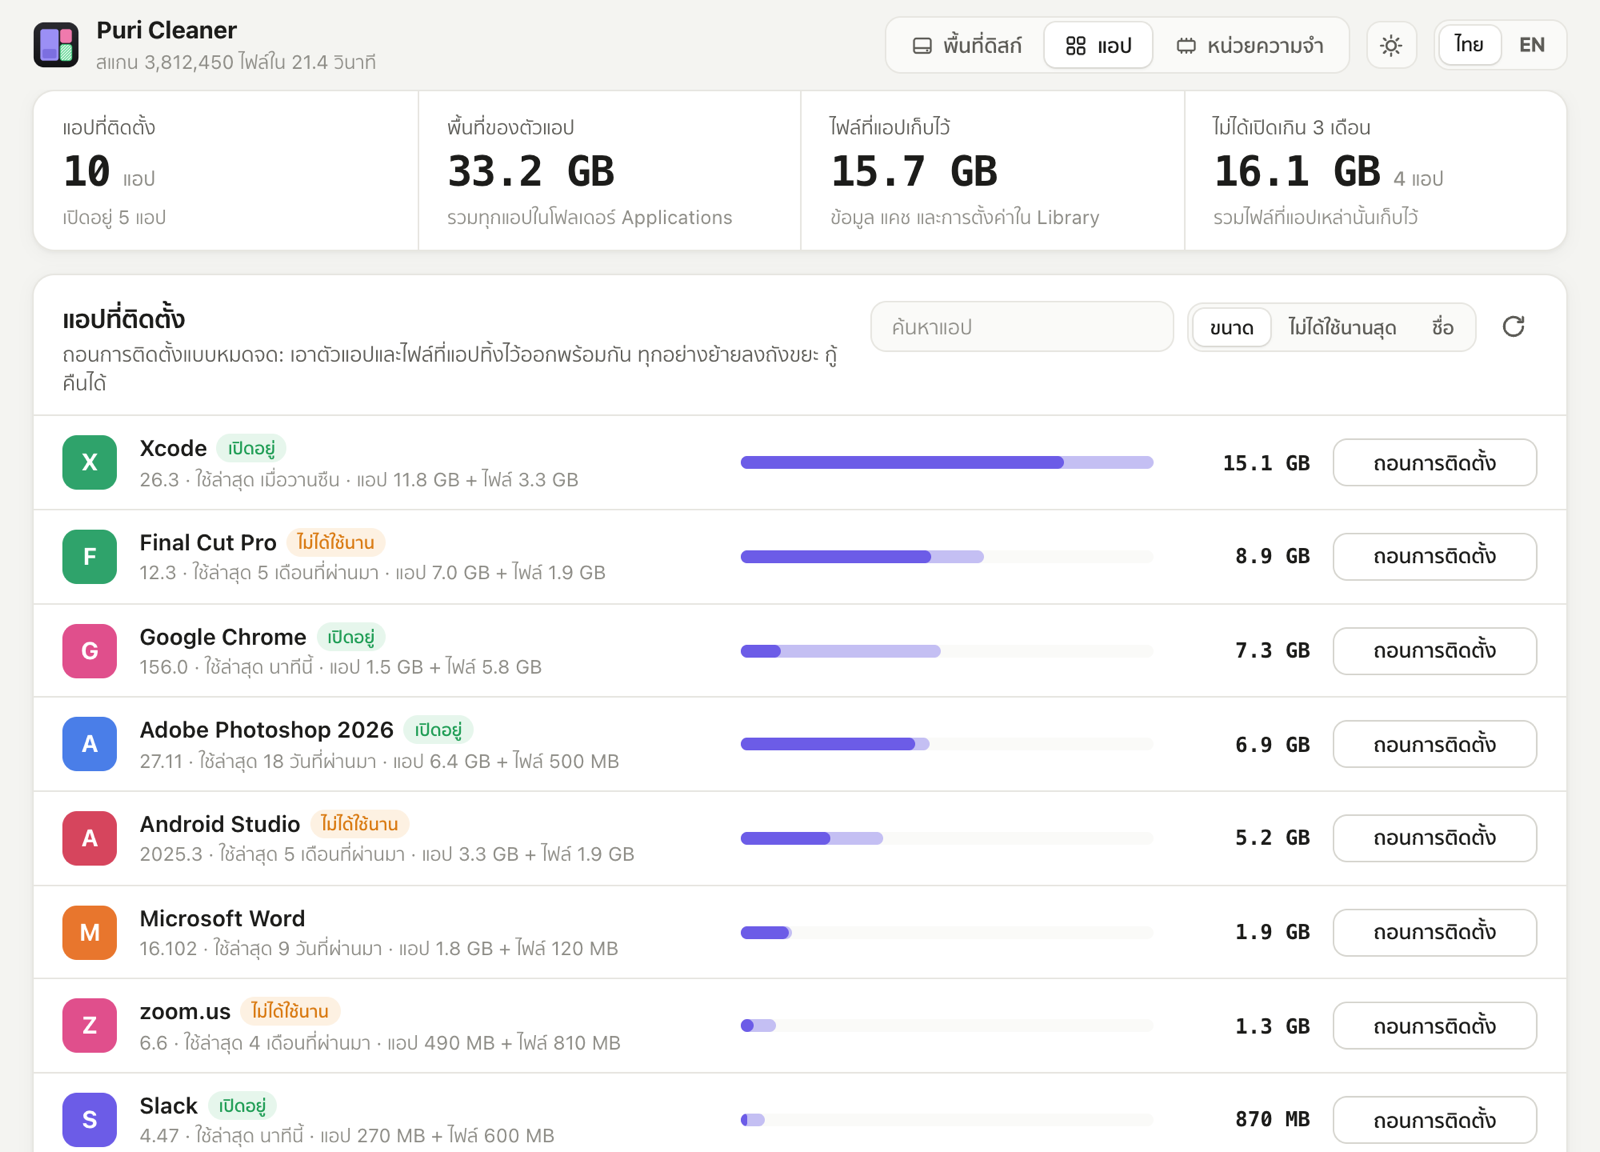 Puri Cleaner
สแกน 3,812,450 ไฟล์ใน 21.4 วินาที
พื้นที่ดิสก์
แอป
หน่วยความจำ
ไทย
EN
แอปที่ติดตั้ง
10 แอป
เปิดอยู่ 5 แอป
พื้นที่ของตัวแอป
33.2 GB
รวมทุกแอปในโฟลเดอร์ Applications
ไฟล์ที่แอปเก็บไว้
15.7 GB
ข้อมูล แคช และการตั้งค่าใน Library
ไม่ได้เปิดเกิน 3 เดือน
16.1 GB 4 แอป
รวมไฟล์ที่แอปเหล่านั้นเก็บไว้
แอปที่ติดตั้ง
ถอนการติดตั้งแบบหมดจด: เอาตัวแอปและไฟล์ที่แอปทิ้งไว้ออกพร้อมกัน ทุกอย่างย้ายลงถังขยะ กู้
คืนได้
ค้นหาแอป
ขนาด
ไม่ได้ใช้นานสุด
ชื่อ
X
Xcode เปิดอยู่
26.3 · ใช้ล่าสุด เมื่อวานซืน · แอป 11.8 GB + ไฟล์ 3.3 GB
15.1 GB
ถอนการติดตั้ง
F
Final Cut Pro ไม่ได้ใช้นาน
12.3 · ใช้ล่าสุด 5 เดือนที่ผ่านมา · แอป 7.0 GB + ไฟล์ 1.9 GB
8.9 GB
ถอนการติดตั้ง
G
Google Chrome เปิดอยู่
156.0 · ใช้ล่าสุด นาทีนี้ · แอป 1.5 GB + ไฟล์ 5.8 GB
7.3 GB
ถอนการติดตั้ง
A
Adobe Photoshop 2026 เปิดอยู่
27.11 · ใช้ล่าสุด 18 วันที่ผ่านมา · แอป 6.4 GB + ไฟล์ 500 MB
6.9 GB
ถอนการติดตั้ง
A
Android Studio ไม่ได้ใช้นาน
2025.3 · ใช้ล่าสุด 5 เดือนที่ผ่านมา · แอป 3.3 GB + ไฟล์ 1.9 GB
5.2 GB
ถอนการติดตั้ง
M
Microsoft Word
16.102 · ใช้ล่าสุด 9 วันที่ผ่านมา · แอป 1.8 GB + ไฟล์ 120 MB
1.9 GB
ถอนการติดตั้ง
Z
zoom.us ไม่ได้ใช้นาน
6.6 · ใช้ล่าสุด 4 เดือนที่ผ่านมา · แอป 490 MB + ไฟล์ 810 MB
1.3 GB
ถอนการติดตั้ง
S
Slack เปิดอยู่
4.47 · ใช้ล่าสุด นาทีนี้ · แอป 270 MB + ไฟล์ 600 MB
870 MB
ถอนการติดตั้ง